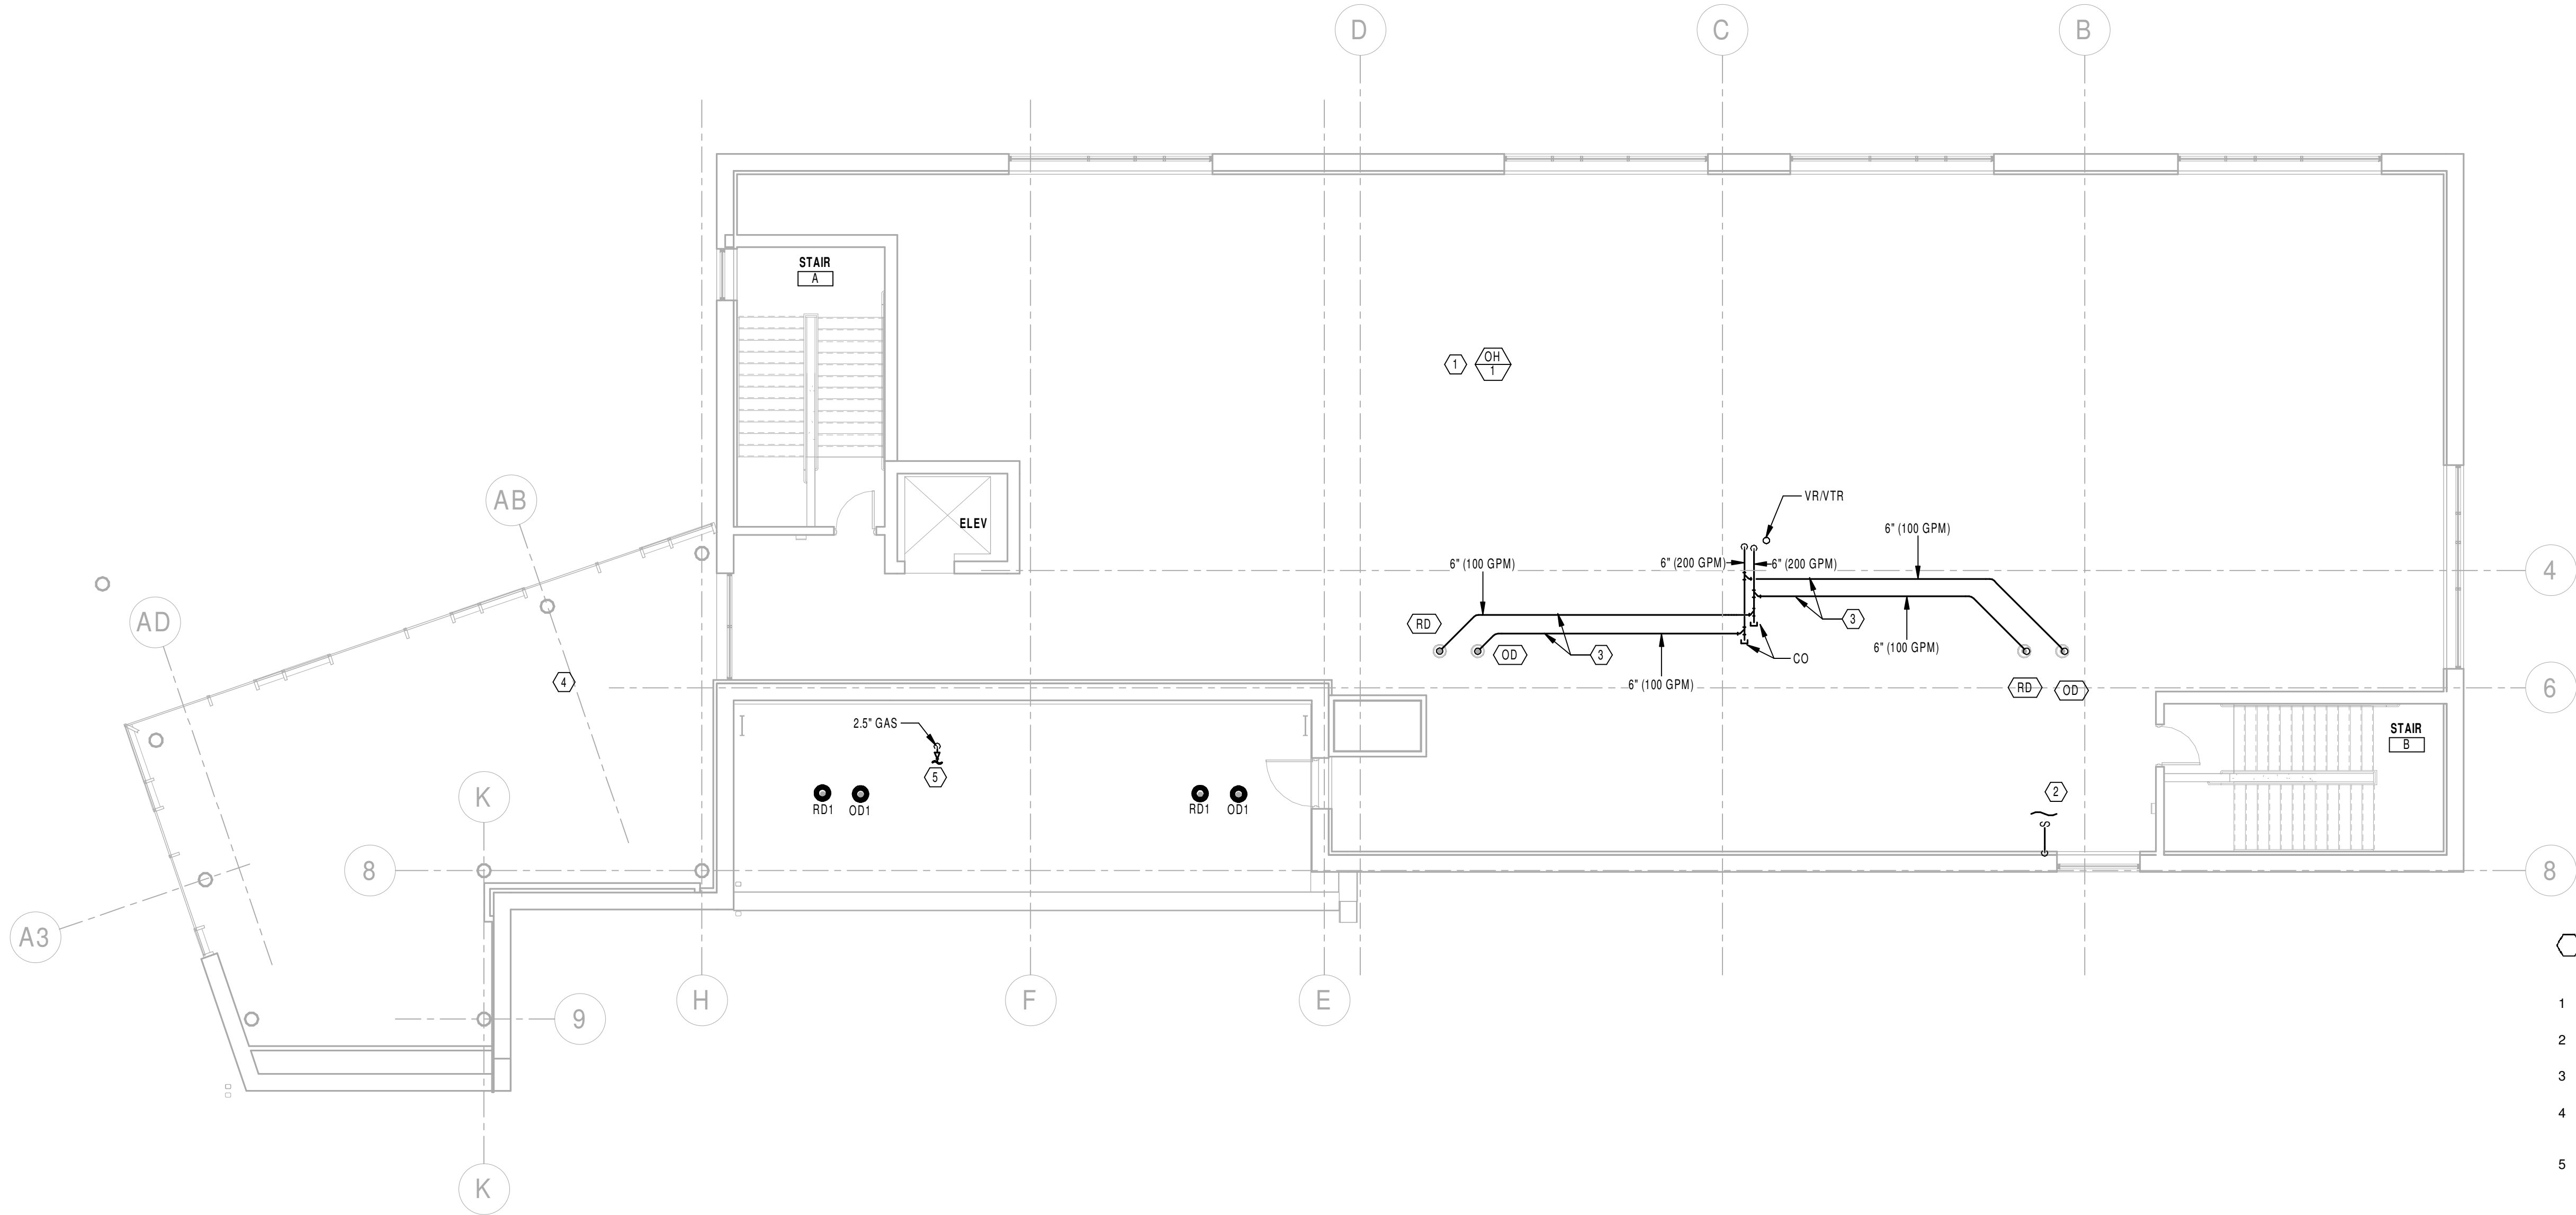 D
C
B
STAIR
A
OH
1
1
AB
VR/VTR
ELEV
6" (100 GPM)
6" (100 GPM)
6" (200 GPM)
6" (200 GPM)
4
AD
RD
3
OD
3
6" (100 GPM)
CO
6" (100 GPM)
4
RD
OD
6
2.5" GAS
5
STAIR
B
K
RD1
OD1
RD1
OD1
2
S
8
8
A3
H
F
E
9
1
2
3
4
5
K